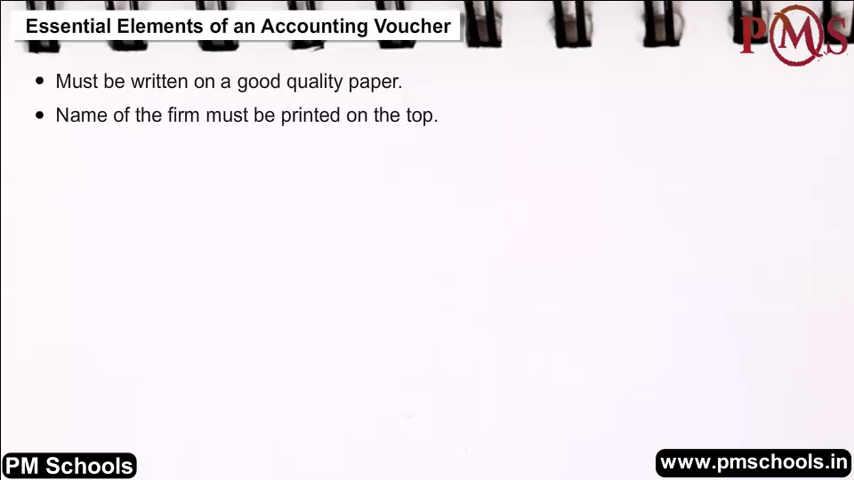 Essential Elements of an Accounting Voucher
PMS
• Must be written on a good quality paper.
• Name of the firm must be printed on the top.
PM Schools
www.pmschools.in